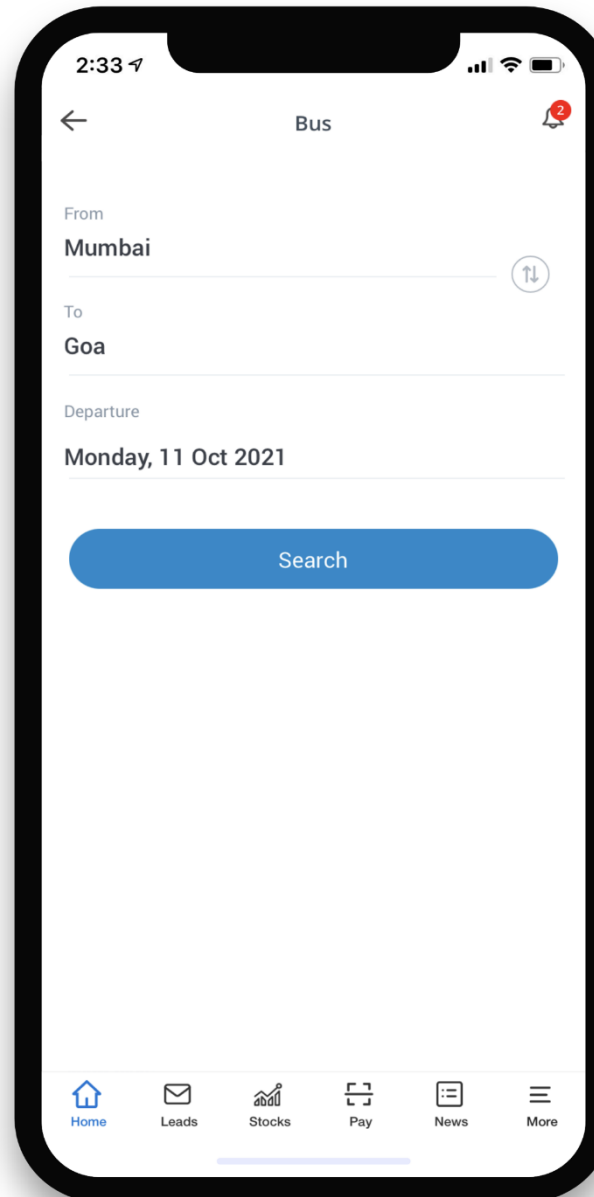 2:33
Bus
2
From
Mumbai
To
Goa
Departure
Monday, 11 Oct 2021
Search
Home Leads Stocks Pay News More